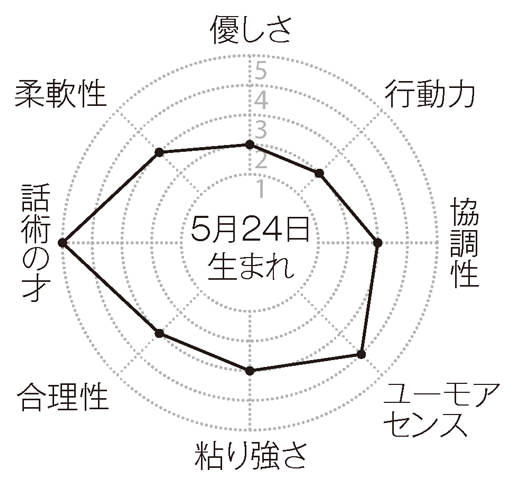 優しさ
柔軟性
行動力
5
4
3
2
1
話術の才
5月24日
生まれ
協調性
合理性
ユーモア
センス
粘り強さ